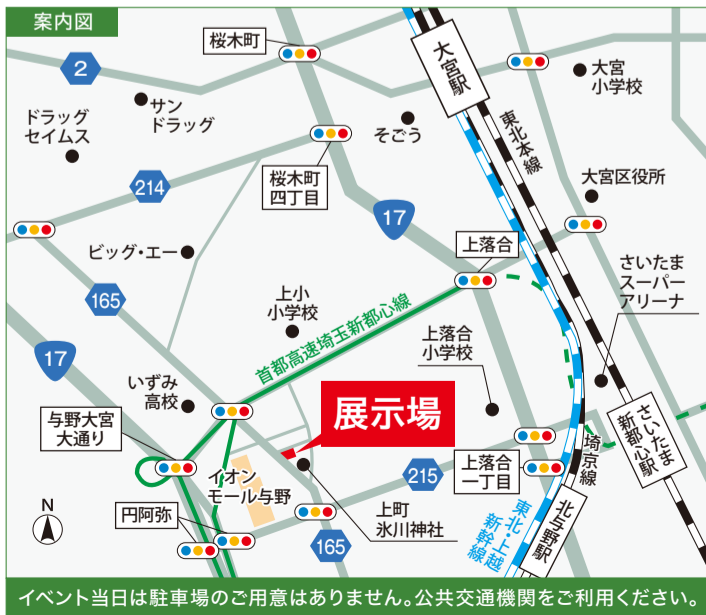 案内図
桜木町
大宮駅
2
サン
ドラッグ
ドラッグ
セイムス
そごう
大宮
小学校
東北本線
桜木町
四丁目
214
17
大宮区役所
上落合
ビッグ・エー
165
上小
小学校
首都高速埼玉新都心線
さいたま
スーパー
アリーナ
上落合
小学校
17
いずみ
高校
展示場
与野大宮
大通り
さいたま
新都心駅
イオン
モール与野
215
上落合
一丁目
埼京線
円阿弥
上町
氷川神社
165
東北・上越
新幹線
北与野駅
N
イベント当日は駐車場のご用意はありません。公共交通機関をご利用ください。